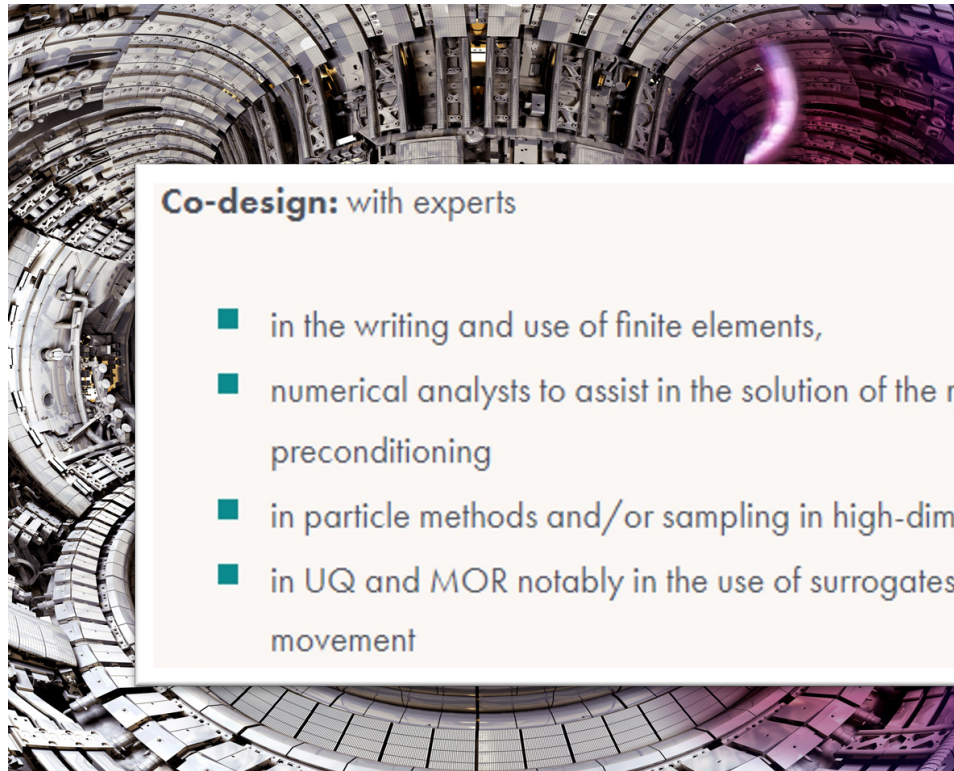 Co-design: with experts
in the writing and use of finite elements,
numerical analysts to assist in the solution of the
preconditioning
in particle methods and/or sampling in
in UQ and MOR notably in the use of surrogates
movement